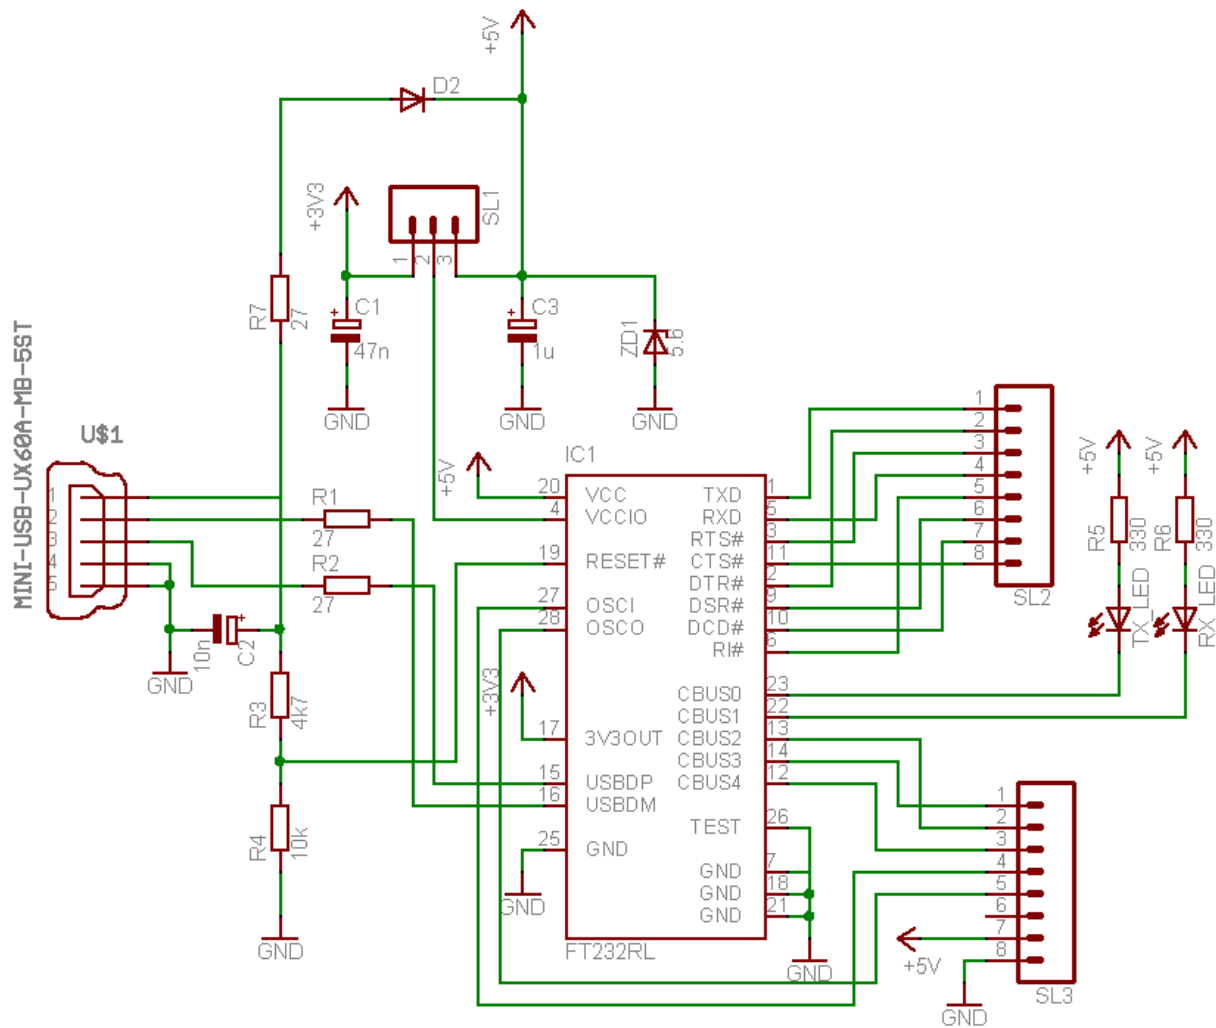 +5V
D2
+3V3
SL1
1
2
3
R7
27
C1
47n
C3
1u
ZD1
5.6
GND
GND
GND
MINI-USB-UX60A-MB-5ST
U$1
1
2
3
4
5
R1
27
R2
27
10n
C2
GND
R3
4k7
R4
10k
GND
+5V
IC1
20
VCC
4
VCCIO
19
RESET#
27
OSCI
28
OSCO
+3V3
17
3V3OUT
15
USBDP
16
USBDM
25
GND
GND
TXD
1
RXD
5
RTS#
3
CTS#
11
DTR#
2
DSR#
9
DCD#
10
RI#
6
CBUS0
23
CBUS1
22
CBUS2
13
CBUS3
14
CBUS4
12
TEST
26
GND
7
GND
18
GND
21
FT232RL
GND
1
2
3
4
5
6
7
8
SL2
+5V
+5V
R5
330
R6
330
TX_LED
RX_LED
1
2
3
4
5
6
7
8
+5V
SL3
GND